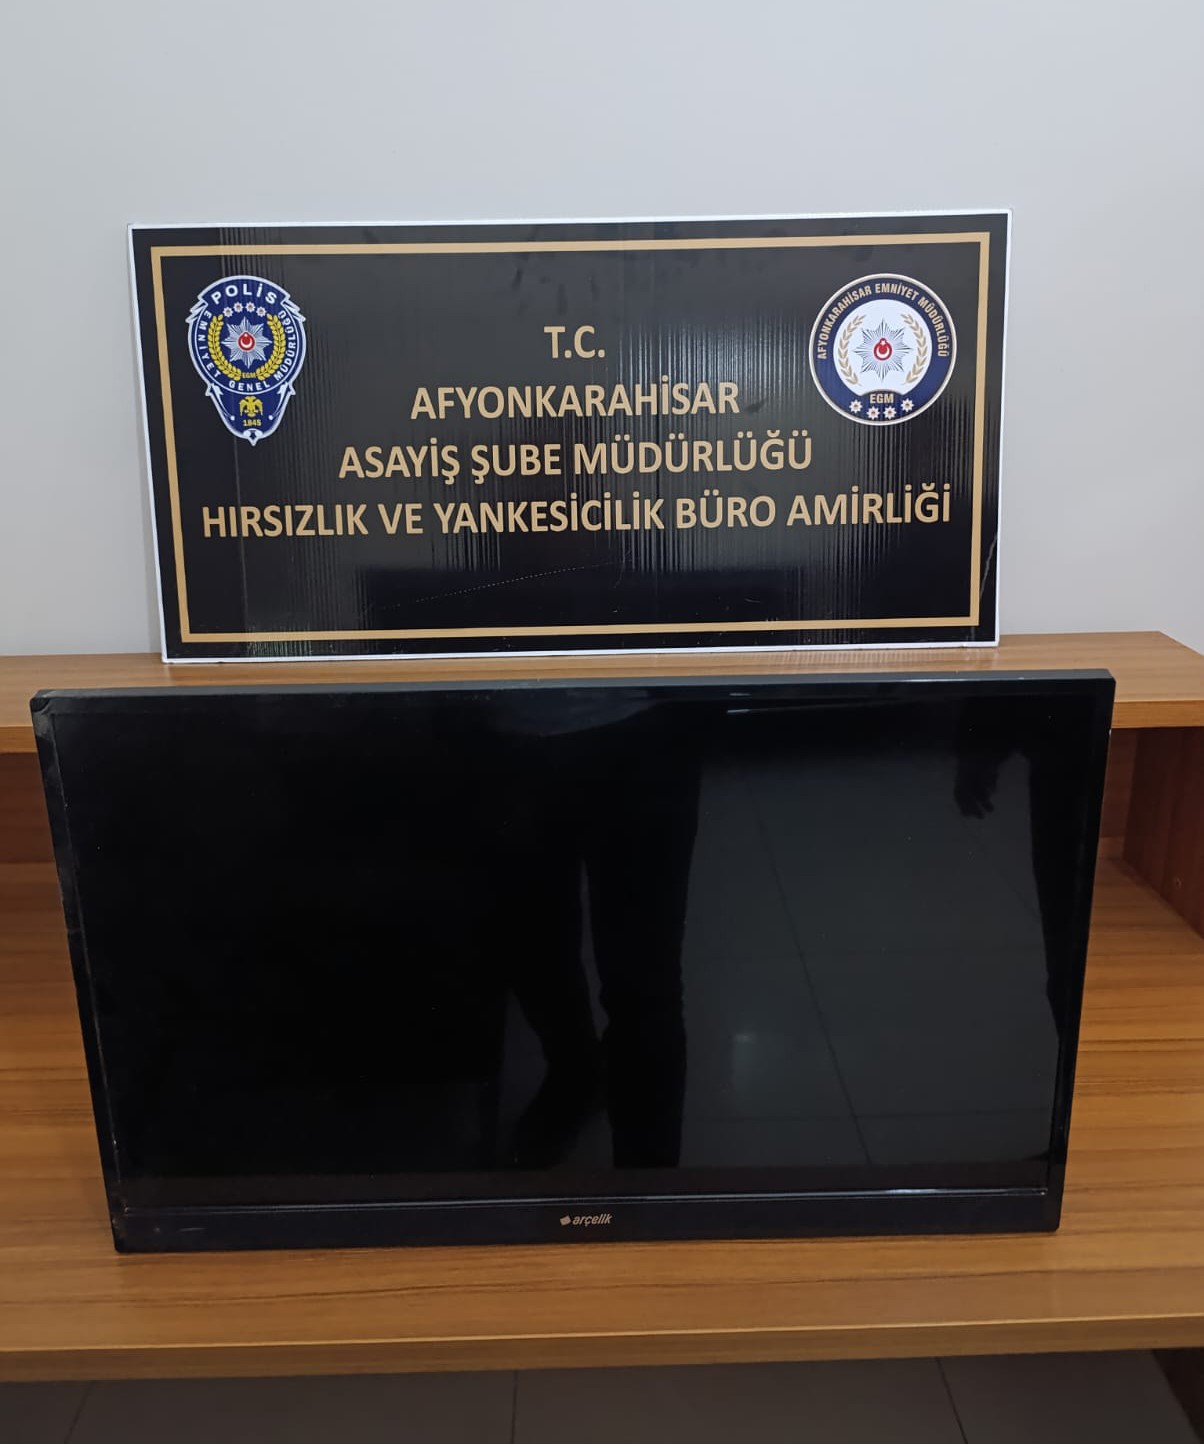 POLİS
EMNİYET GENEL MÜDÜRLÜĞÜ
EGM
1845
AFYONKARAHİSAR EMNİYET MÜDÜRLÜĞÜ
EGM
T.C.
AFYONKARAHİSAR
ASAYİŞ ŞUBE MÜDÜRLÜĞÜ
HIRSIZLIK VE YANKESİCİLİK BÜRO AMİRLİĞİ
arçelik